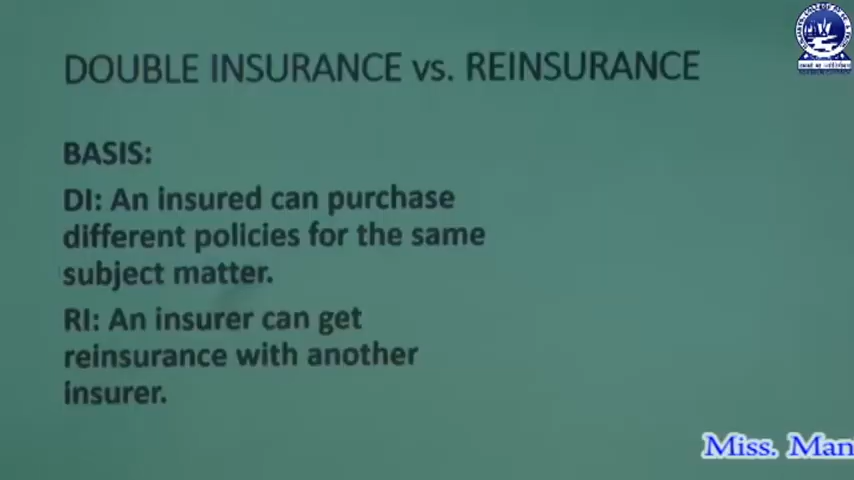 DOUBLE INSURANCE vs. REINSURANCE
BASIS:
DI: An insured can purchase
different policies for the same
subject matter.
RI: An insurer can get
reinsurance with another
insurer.
Miss. Man